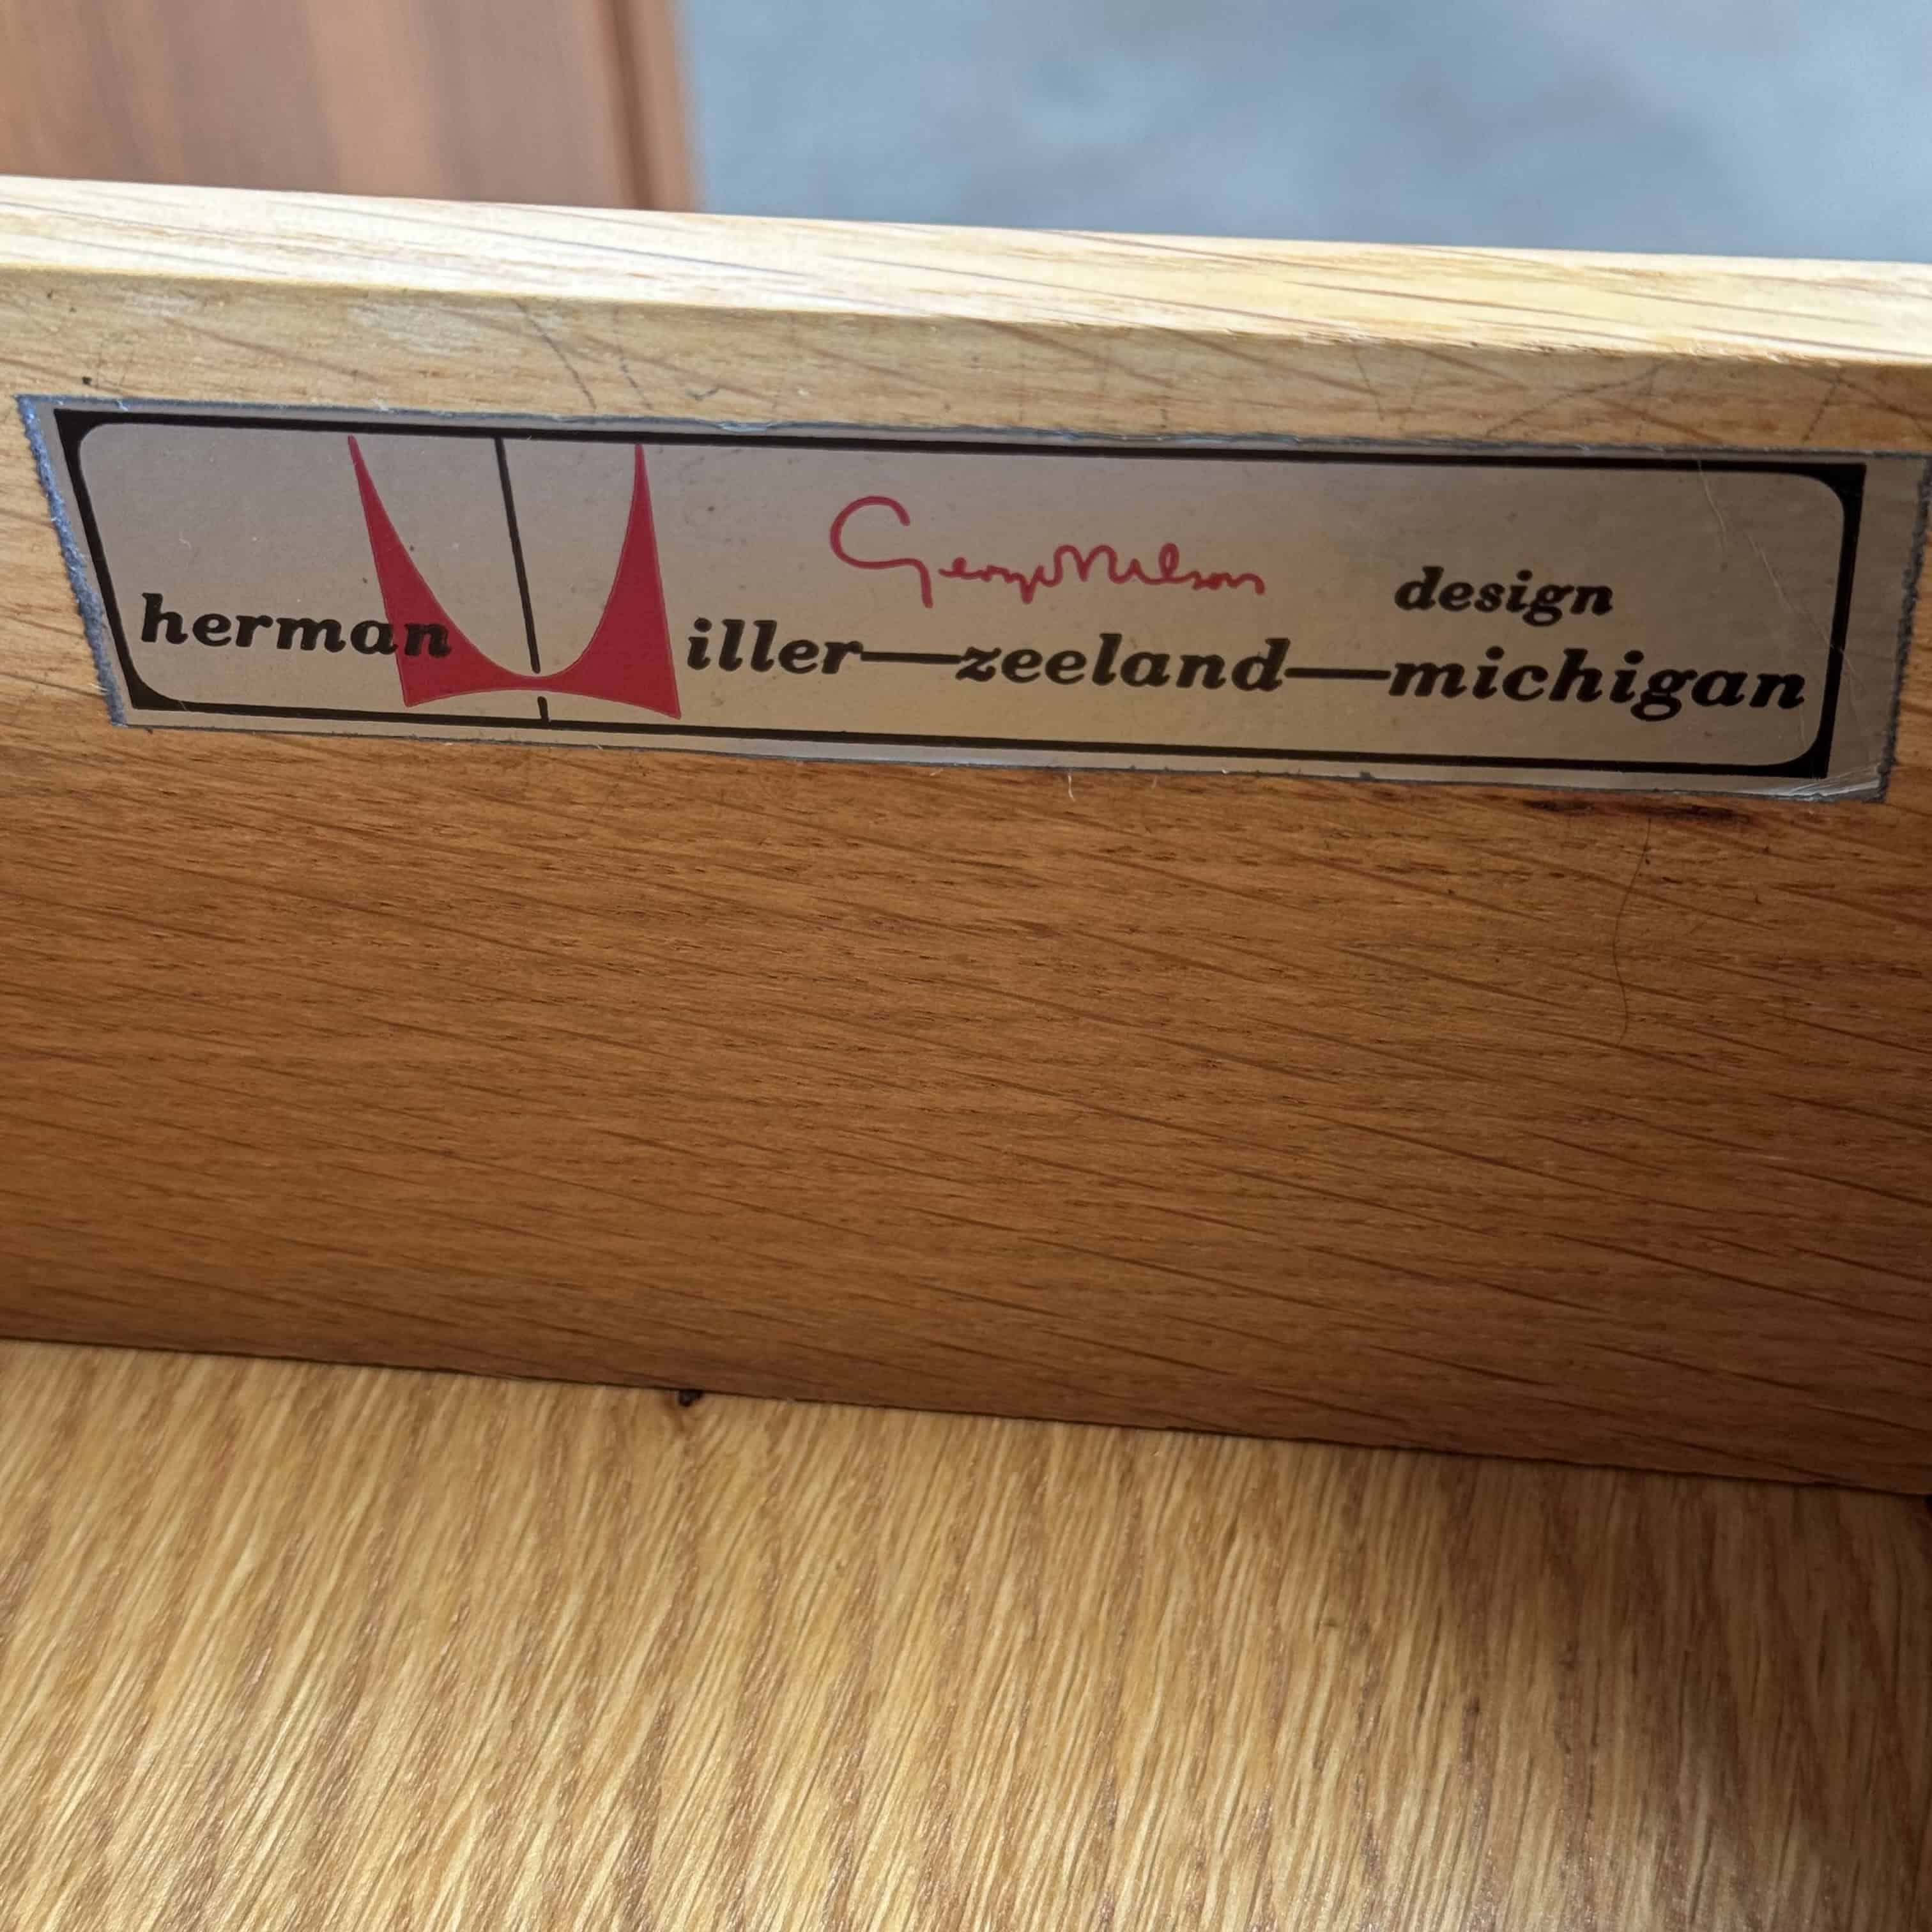 George Nelson design
herman Miller—zeeland—michigan